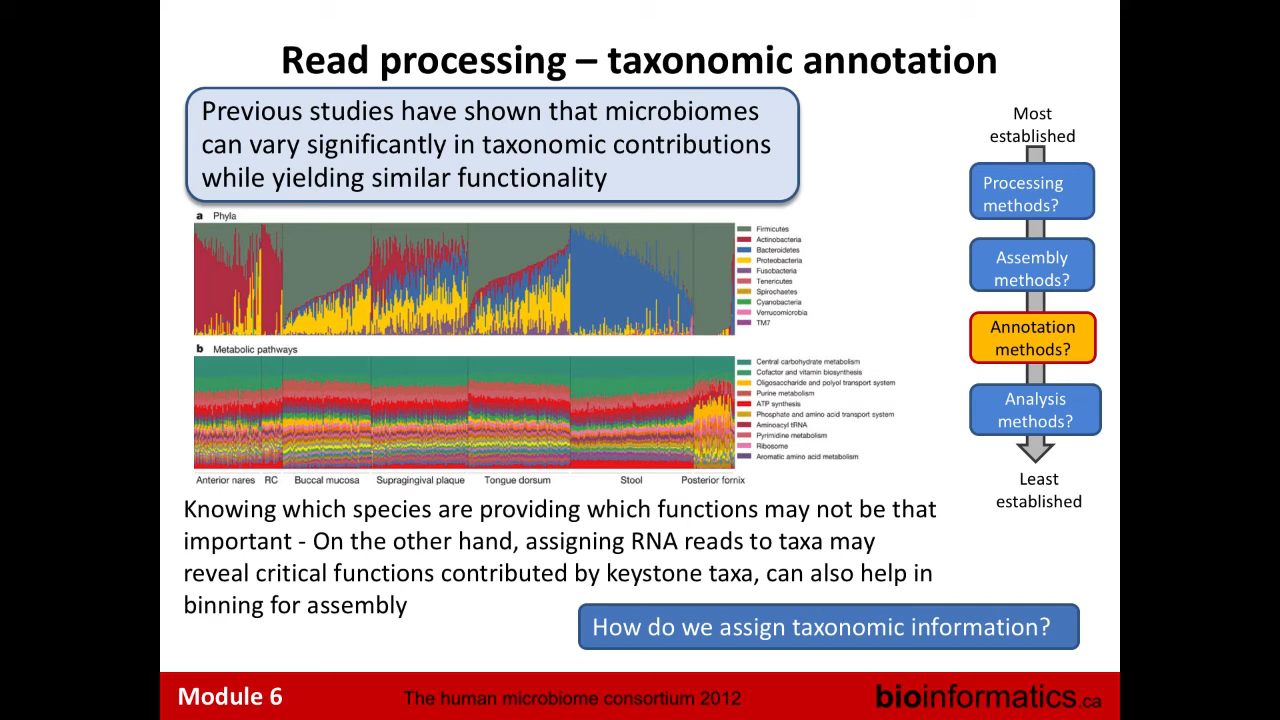 Read processing – taxonomic annotation
Previous studies have shown that microbiomes
can vary significantly in taxonomic contributions
while yielding similar functionality
Most
established
Processing
methods?
Assembly
methods?
Annotation
methods?
Analysis
methods?
Least
established
a Phyla
Firmicutes
Actinobacteria
Bacteroidetes
Proteobacteria
Fusobacteria
Tenericutes
Spirochaetes
Cyanobacteria
Verrucomicrobia
TM7
b Metabolic pathways
Central carbohydrate metabolism
Cofactor and vitamin biosynthesis
Oligosaccharide and polyol transport system
Purine metabolism
ATP synthesis
Phosphate and amino acid transport system
Aminoacyl tRNA
Pyrimidine metabolism
Ribosome
Aromatic amino acid metabolism
Anterior nares RC Buccal mucosa Supragingival plaque Tongue dorsum Stool Posterior fornix
Knowing which species are providing which functions may not be that
important - On the other hand, assigning RNA reads to taxa may
reveal critical functions contributed by keystone taxa, can also help in
binning for assembly
How do we assign taxonomic information?
Module 6
The human microbiome consortium 2012
bioinformatics.ca